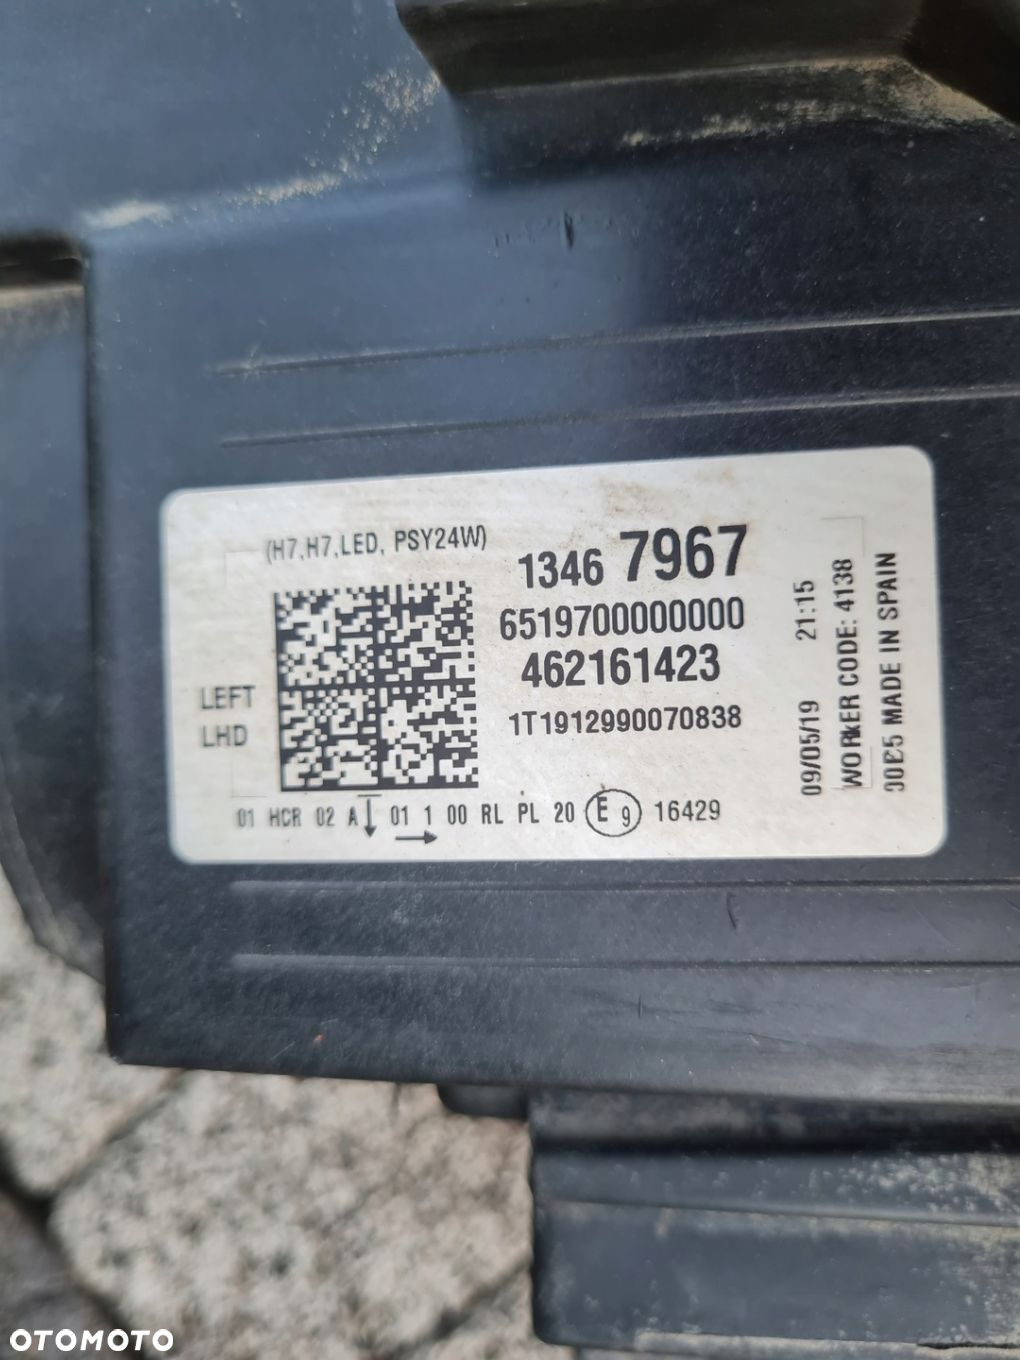 (H7,H7,LED, PSY24W)
1346 7967
6519700000000
462161423
1T1912990070838
LEFT
LHD
01 HCR 02 A 01 1 00 RL PL 20 E 9 16429
09/05/19 21:15
WORKER CODE: 4138
MADE IN SPAIN
OTOMOTO